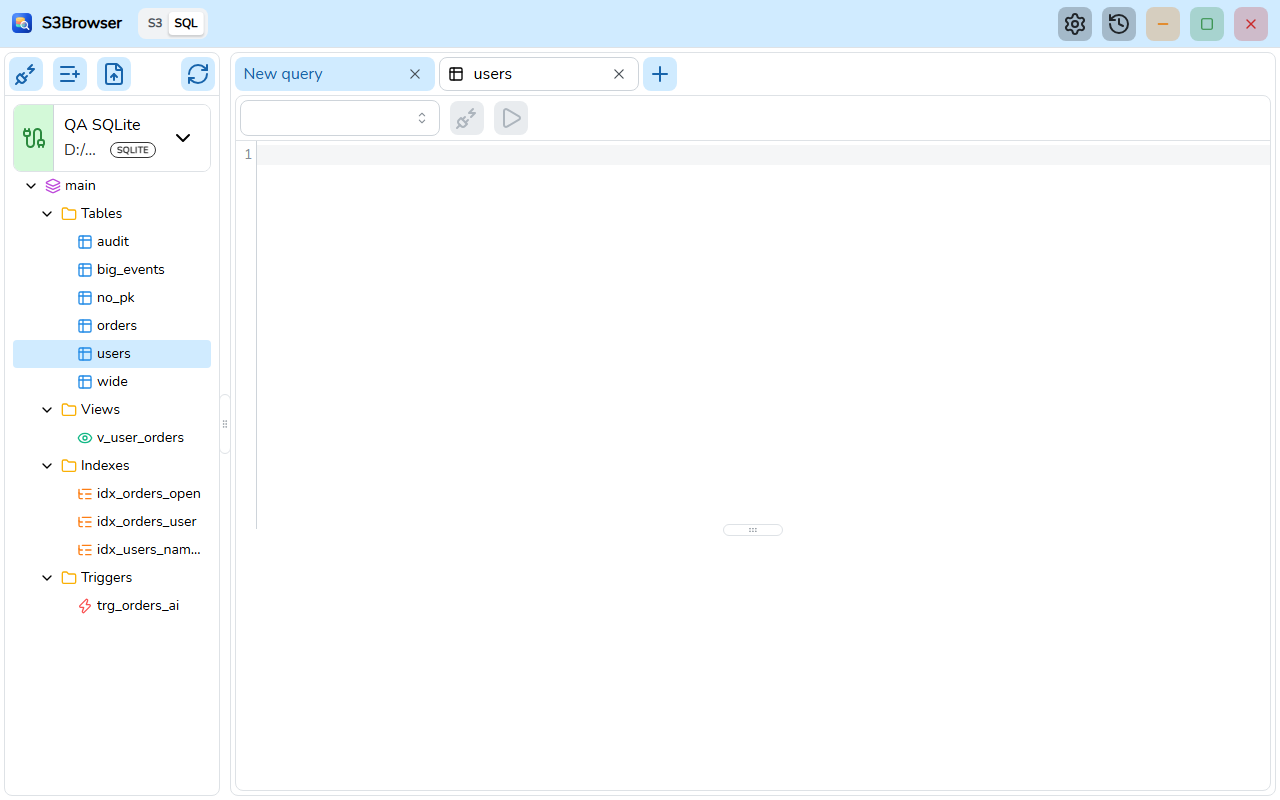 S3Browser
S3 SQL
New query
users
QA SQLite
D:/... SQLITE
main
Tables
audit
big_events
no_pk
orders
users
wide
Views
v_user_orders
Indexes
idx_orders_open
idx_orders_user
idx_users_nam...
Triggers
trg_orders_ai
1